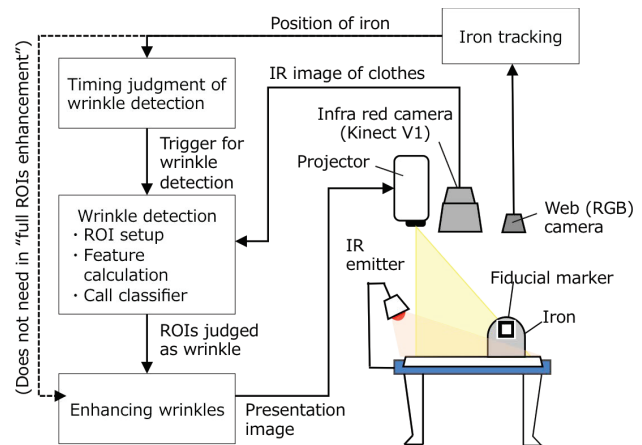 Position of iron
Iron tracking
(Does not need in “full ROIs enhancement”)
Timing judgment of
wrinkle detection
IR image of clothes
Infra red camera
(Kinect V1)
Trigger for
wrinkle
detection
Projector
Wrinkle detection
・ROI setup
・Feature
calculation
・Call classifier
Web (RGB)
camera
IR
emitter
Fiducial marker
Iron
ROIs judged
as wrinkle
Enhancing wrinkles
Presentation
image